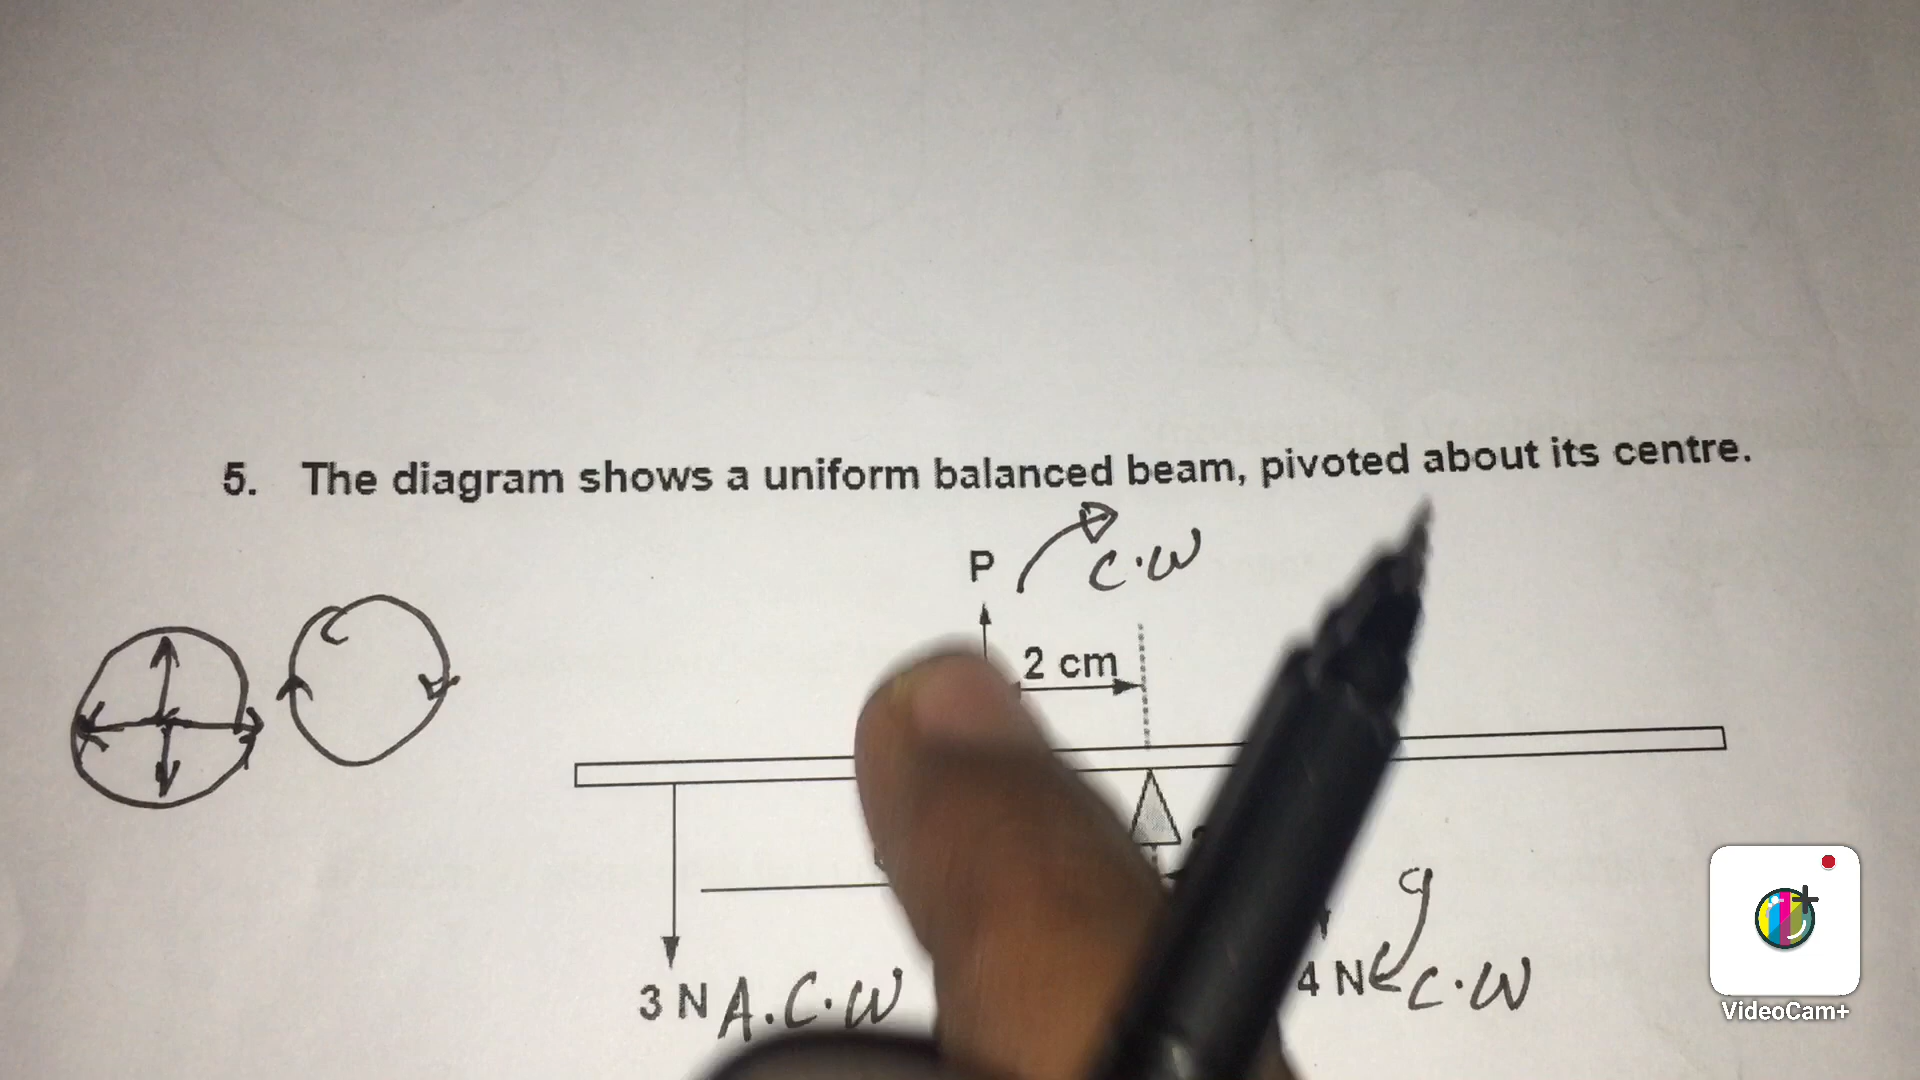 5. The diagram shows a uniform balanced beam, pivoted about its centre.
P C.W
2 cm
3 N A.C.W
4 N C.W
VideoCam+